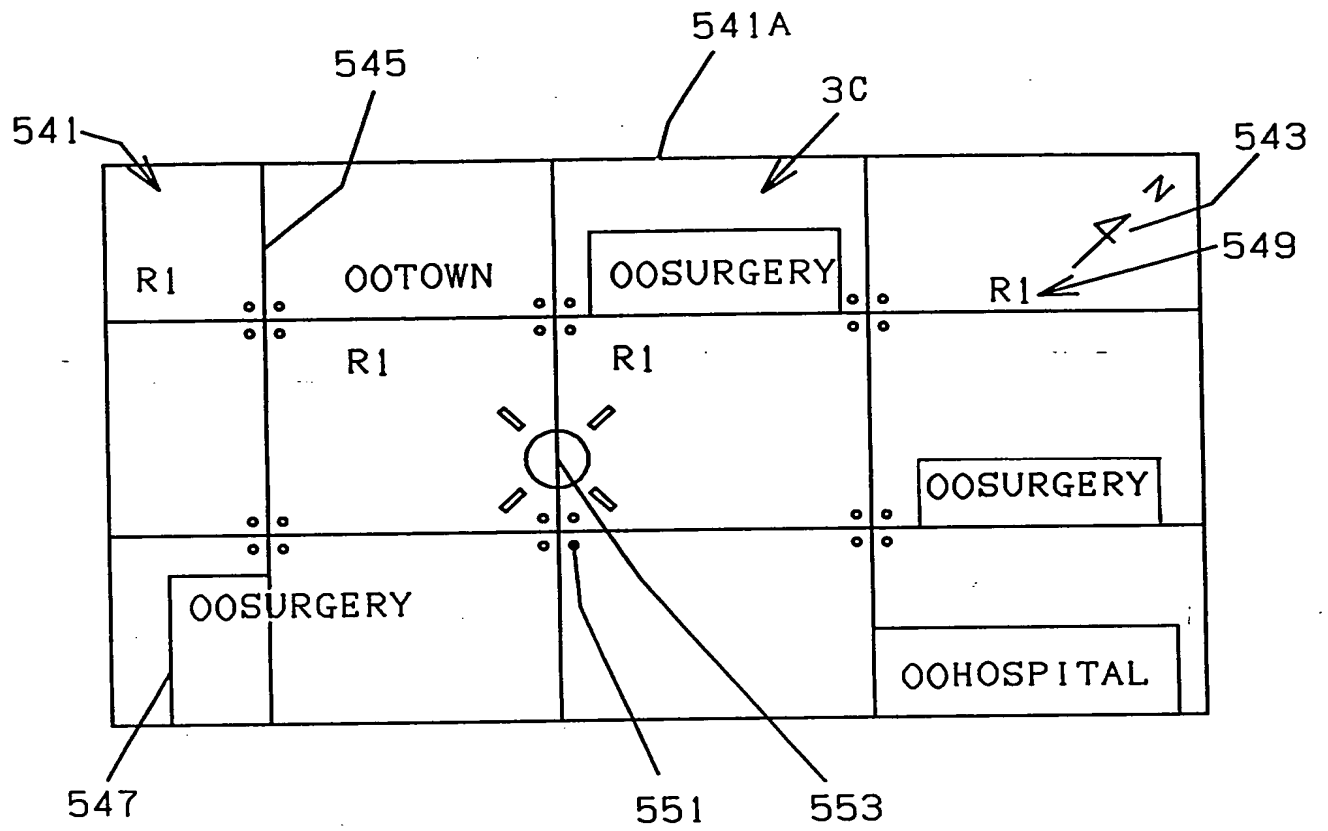 541A
545
3C
541
543
N
549
R1
OOTOWN
OOSURGERY
R1
R1
R1
OOSURGERY
OOSURGERY
OOHOSPITAL
547
551
553